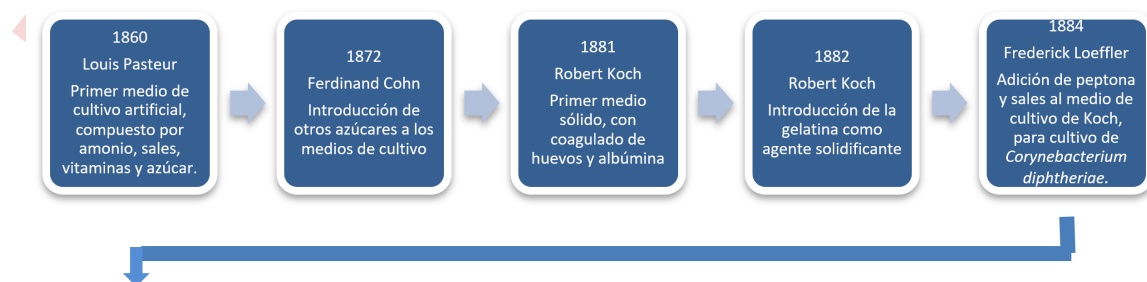 1860
Louis Pasteur
Primer medio de
cultivo artificial,
compuesto por
amonio, sales,
vitaminas y azúcar.
1872
Ferdinand Cohn
Introducción de
otros azúcares a los
medios de cultivo
1881
Robert Koch
Primer medio
sólido, con
coagulado de
huevos y albúmina
1882
Robert Koch
Introducción de la
gelatina como
agente solidificante
1884
Frederick Loeffler
Adición de peptona
y sales al medio de
cultivo de Koch,
para cultivo de
Corynebacterium
diphtheriae.